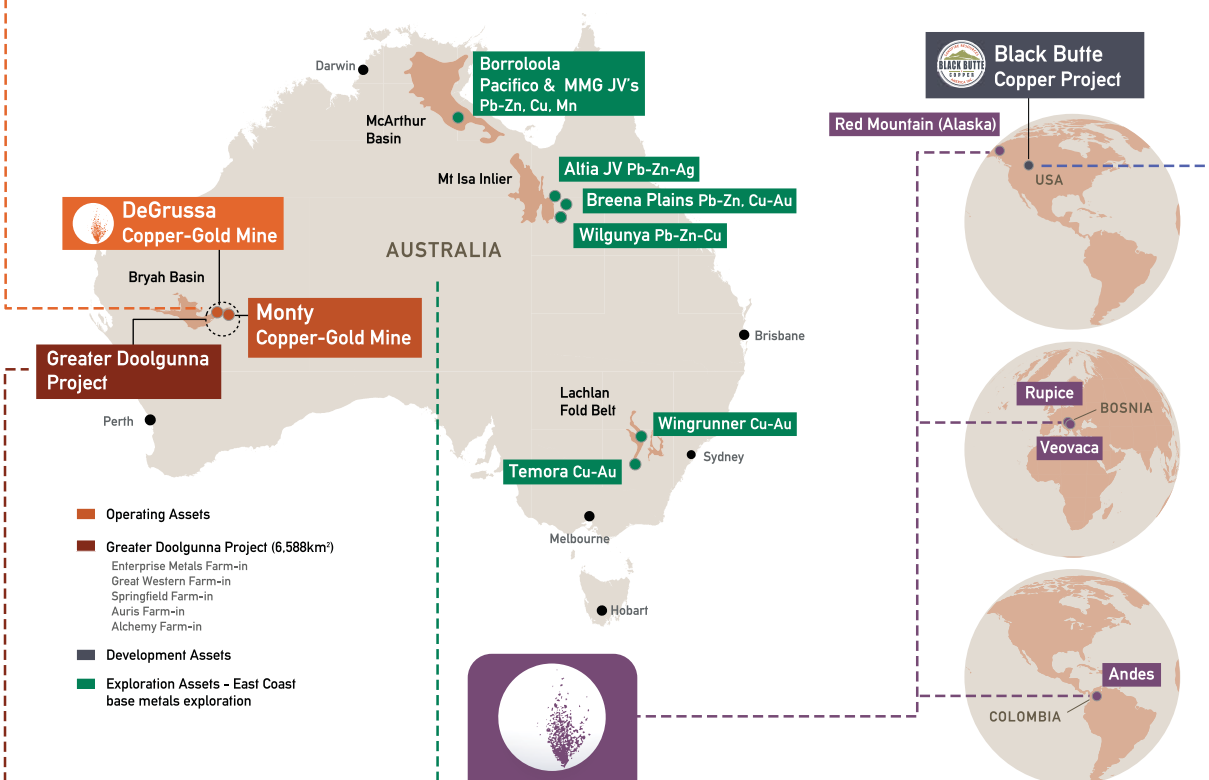 Darwin
Borroloola
Pacifico & MMG JV's
Pb-Zn, Cu, Mn
McArthur
Basin
Mt Isa Inlier
Altia JV Pb-Zn-Ag
Breena Plains Pb-Zn, Cu-Au
Wilgunya Pb-Zn-Cu
DeGrussa
Copper-Gold Mine
AUSTRALIA
Bryah Basin
Monty
Copper-Gold Mine
Greater Doolgunna
Project
Brisbane
Perth
Lachlan
Fold Belt
Wingrunner Cu-Au
Sydney
Temora Cu-Au
Melbourne
Hobart
Operating Assets
Greater Doolgunna Project (6,588km²)
Enterprise Metals Farm-in
Great Western Farm-in
Springfield Farm-in
Auris Farm-in
Alchemy Farm-in
Development Assets
Exploration Assets - East Coast
base metals exploration
BLACK BUTTE
COPPER
Black Butte
Copper Project
Red Mountain (Alaska)
USA
Rupice
BOSNIA
Veovaca
Andes
COLOMBIA